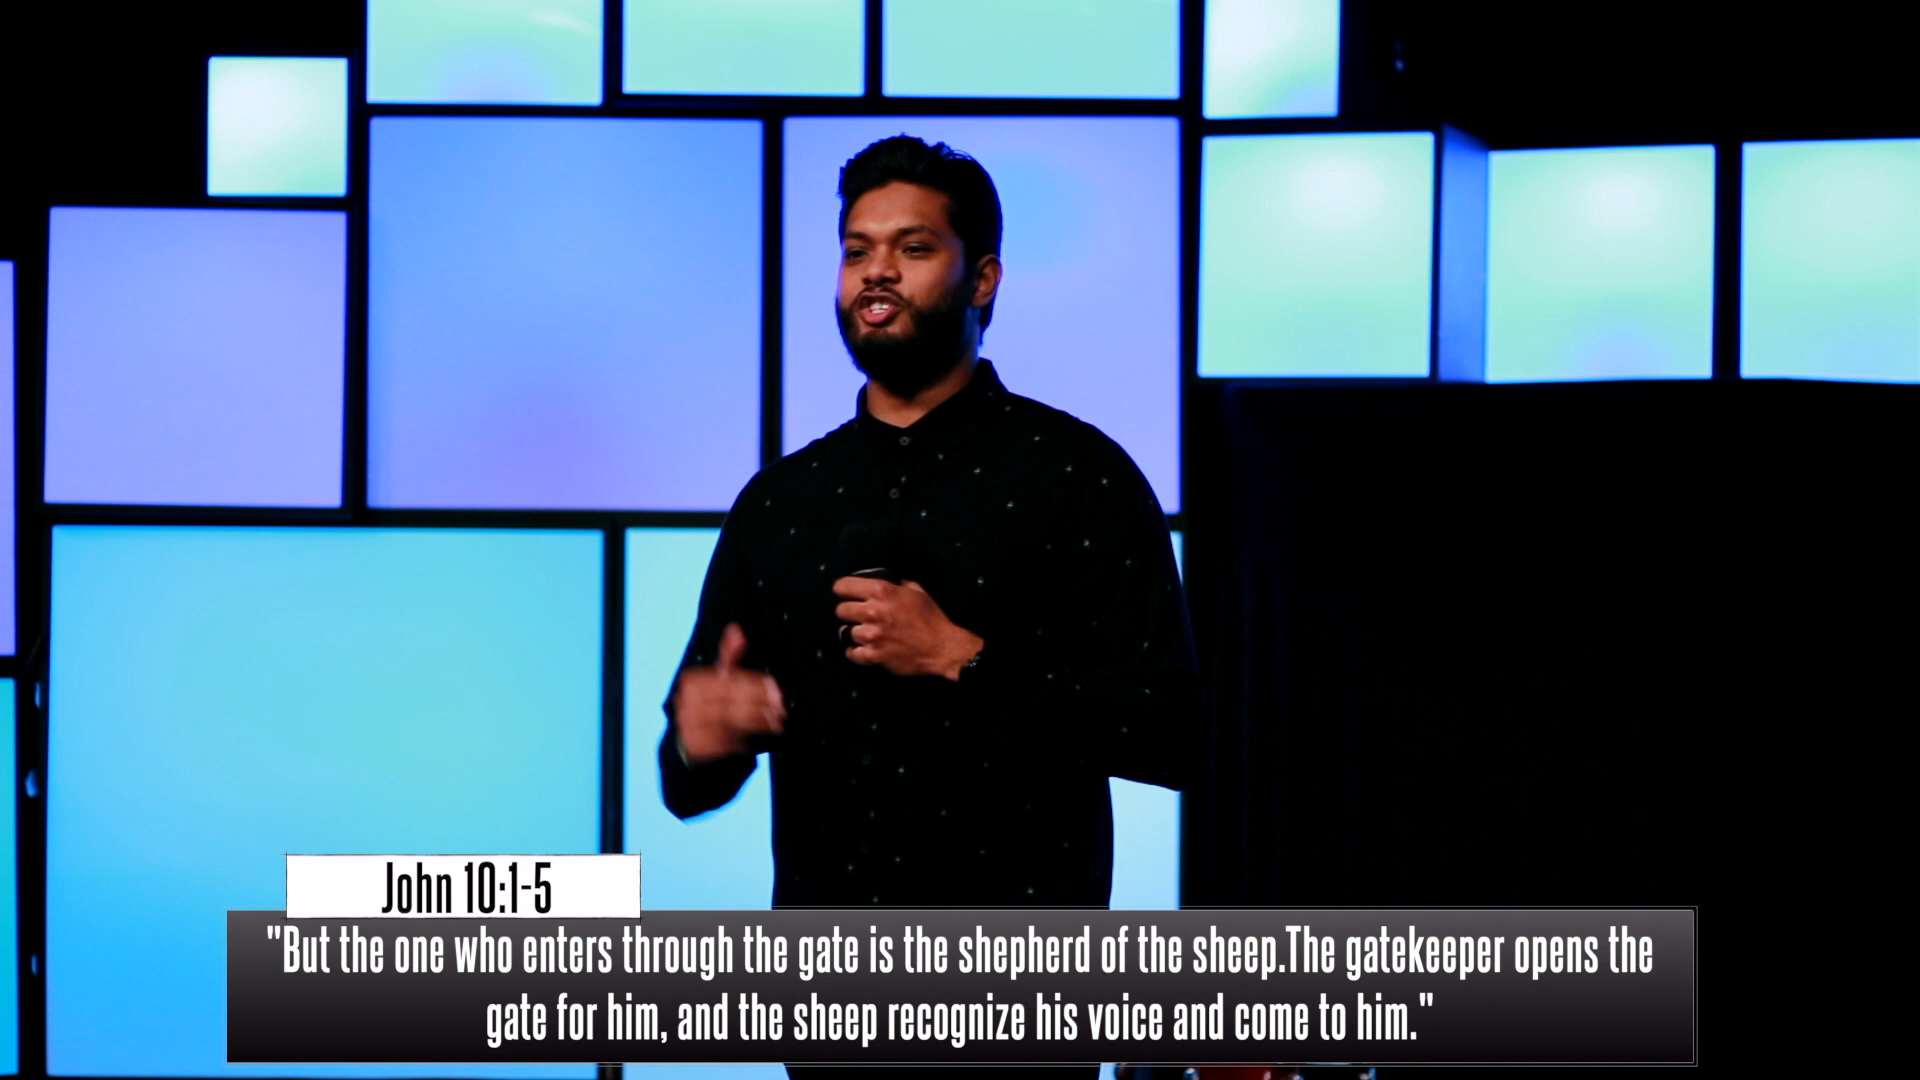 John 10:1-5
"But the one who enters through the gate is the shepherd of the sheep.The gatekeeper opens the
gate for him, and the sheep recognize his voice and come to him."